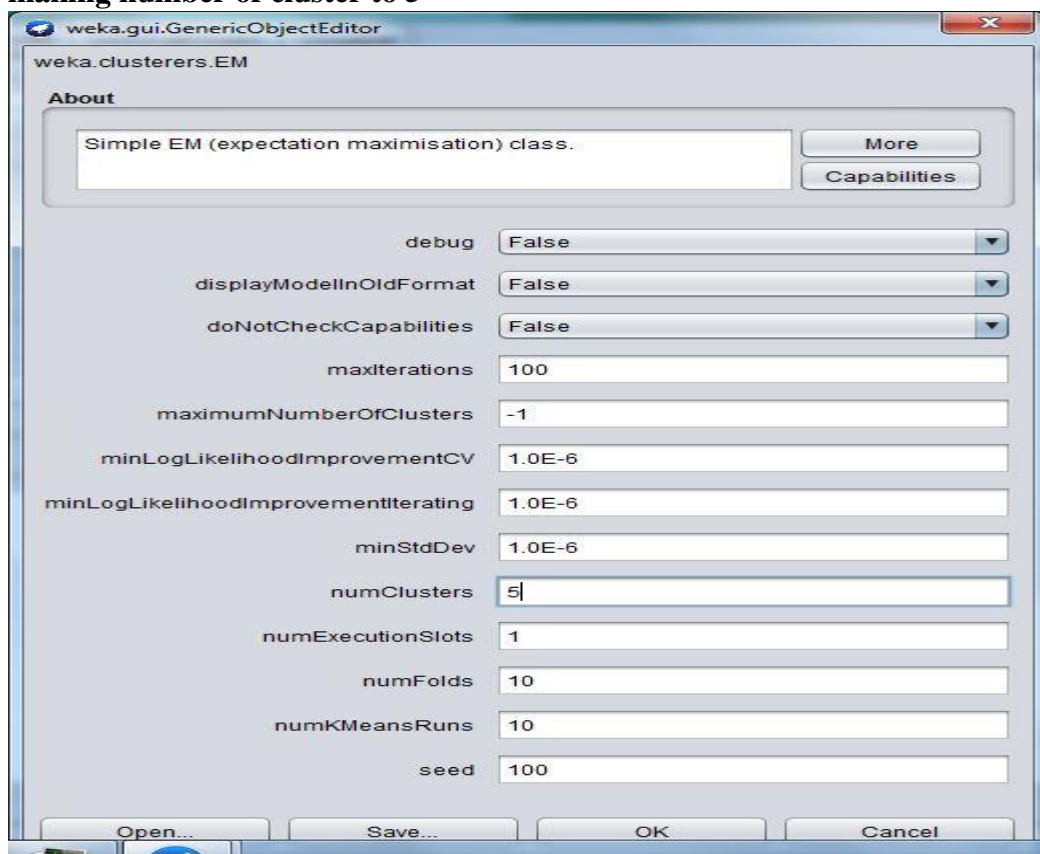 making number of cluster to 5
weka.gui.GenericObjectEditor
weka.clusterers.EM
About
Simple EM (expectation maximisation) class.
More
Capabilities
debug False
displayModelInOldFormat False
doNotCheckCapabilities False
maxIterations 100
maximumNumberOfClusters -1
minLogLikelihoodImprovementCV 1.0E-6
minLogLikelihoodImprovementIterating 1.0E-6
minStdDev 1.0E-6
numClusters 5
numExecutionSlots 1
numFolds 10
numKMeansRuns 10
seed 100
Open... Save... OK Cancel